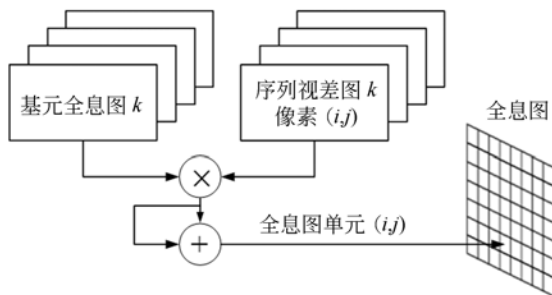 基元全息图 k
序列视差图 k
像素 (i,j)
全息图
×
全息图单元 (i,j)
+